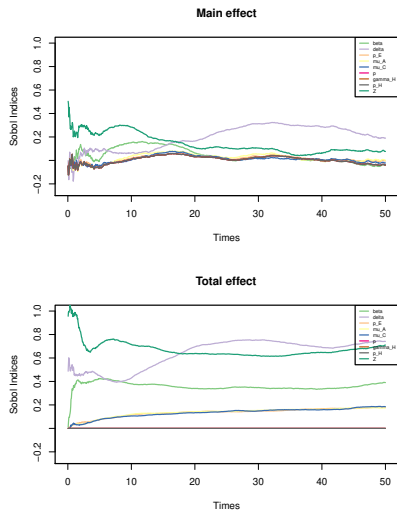 Main effect
Sobol Indices
1.0
0.8
0.6
0.4
0.2
−0.2
beta
delta
p_E
mu_A
mu_C
p
gamma_H
p_H
Z
0
10
20
30
40
50
Times
Total effect
Sobol Indices
1.0
0.8
0.6
0.4
0.2
−0.2
beta
delta
p_E
mu_A
mu_C
p
gamma_H
p_H
Z
0
10
20
30
40
50
Times